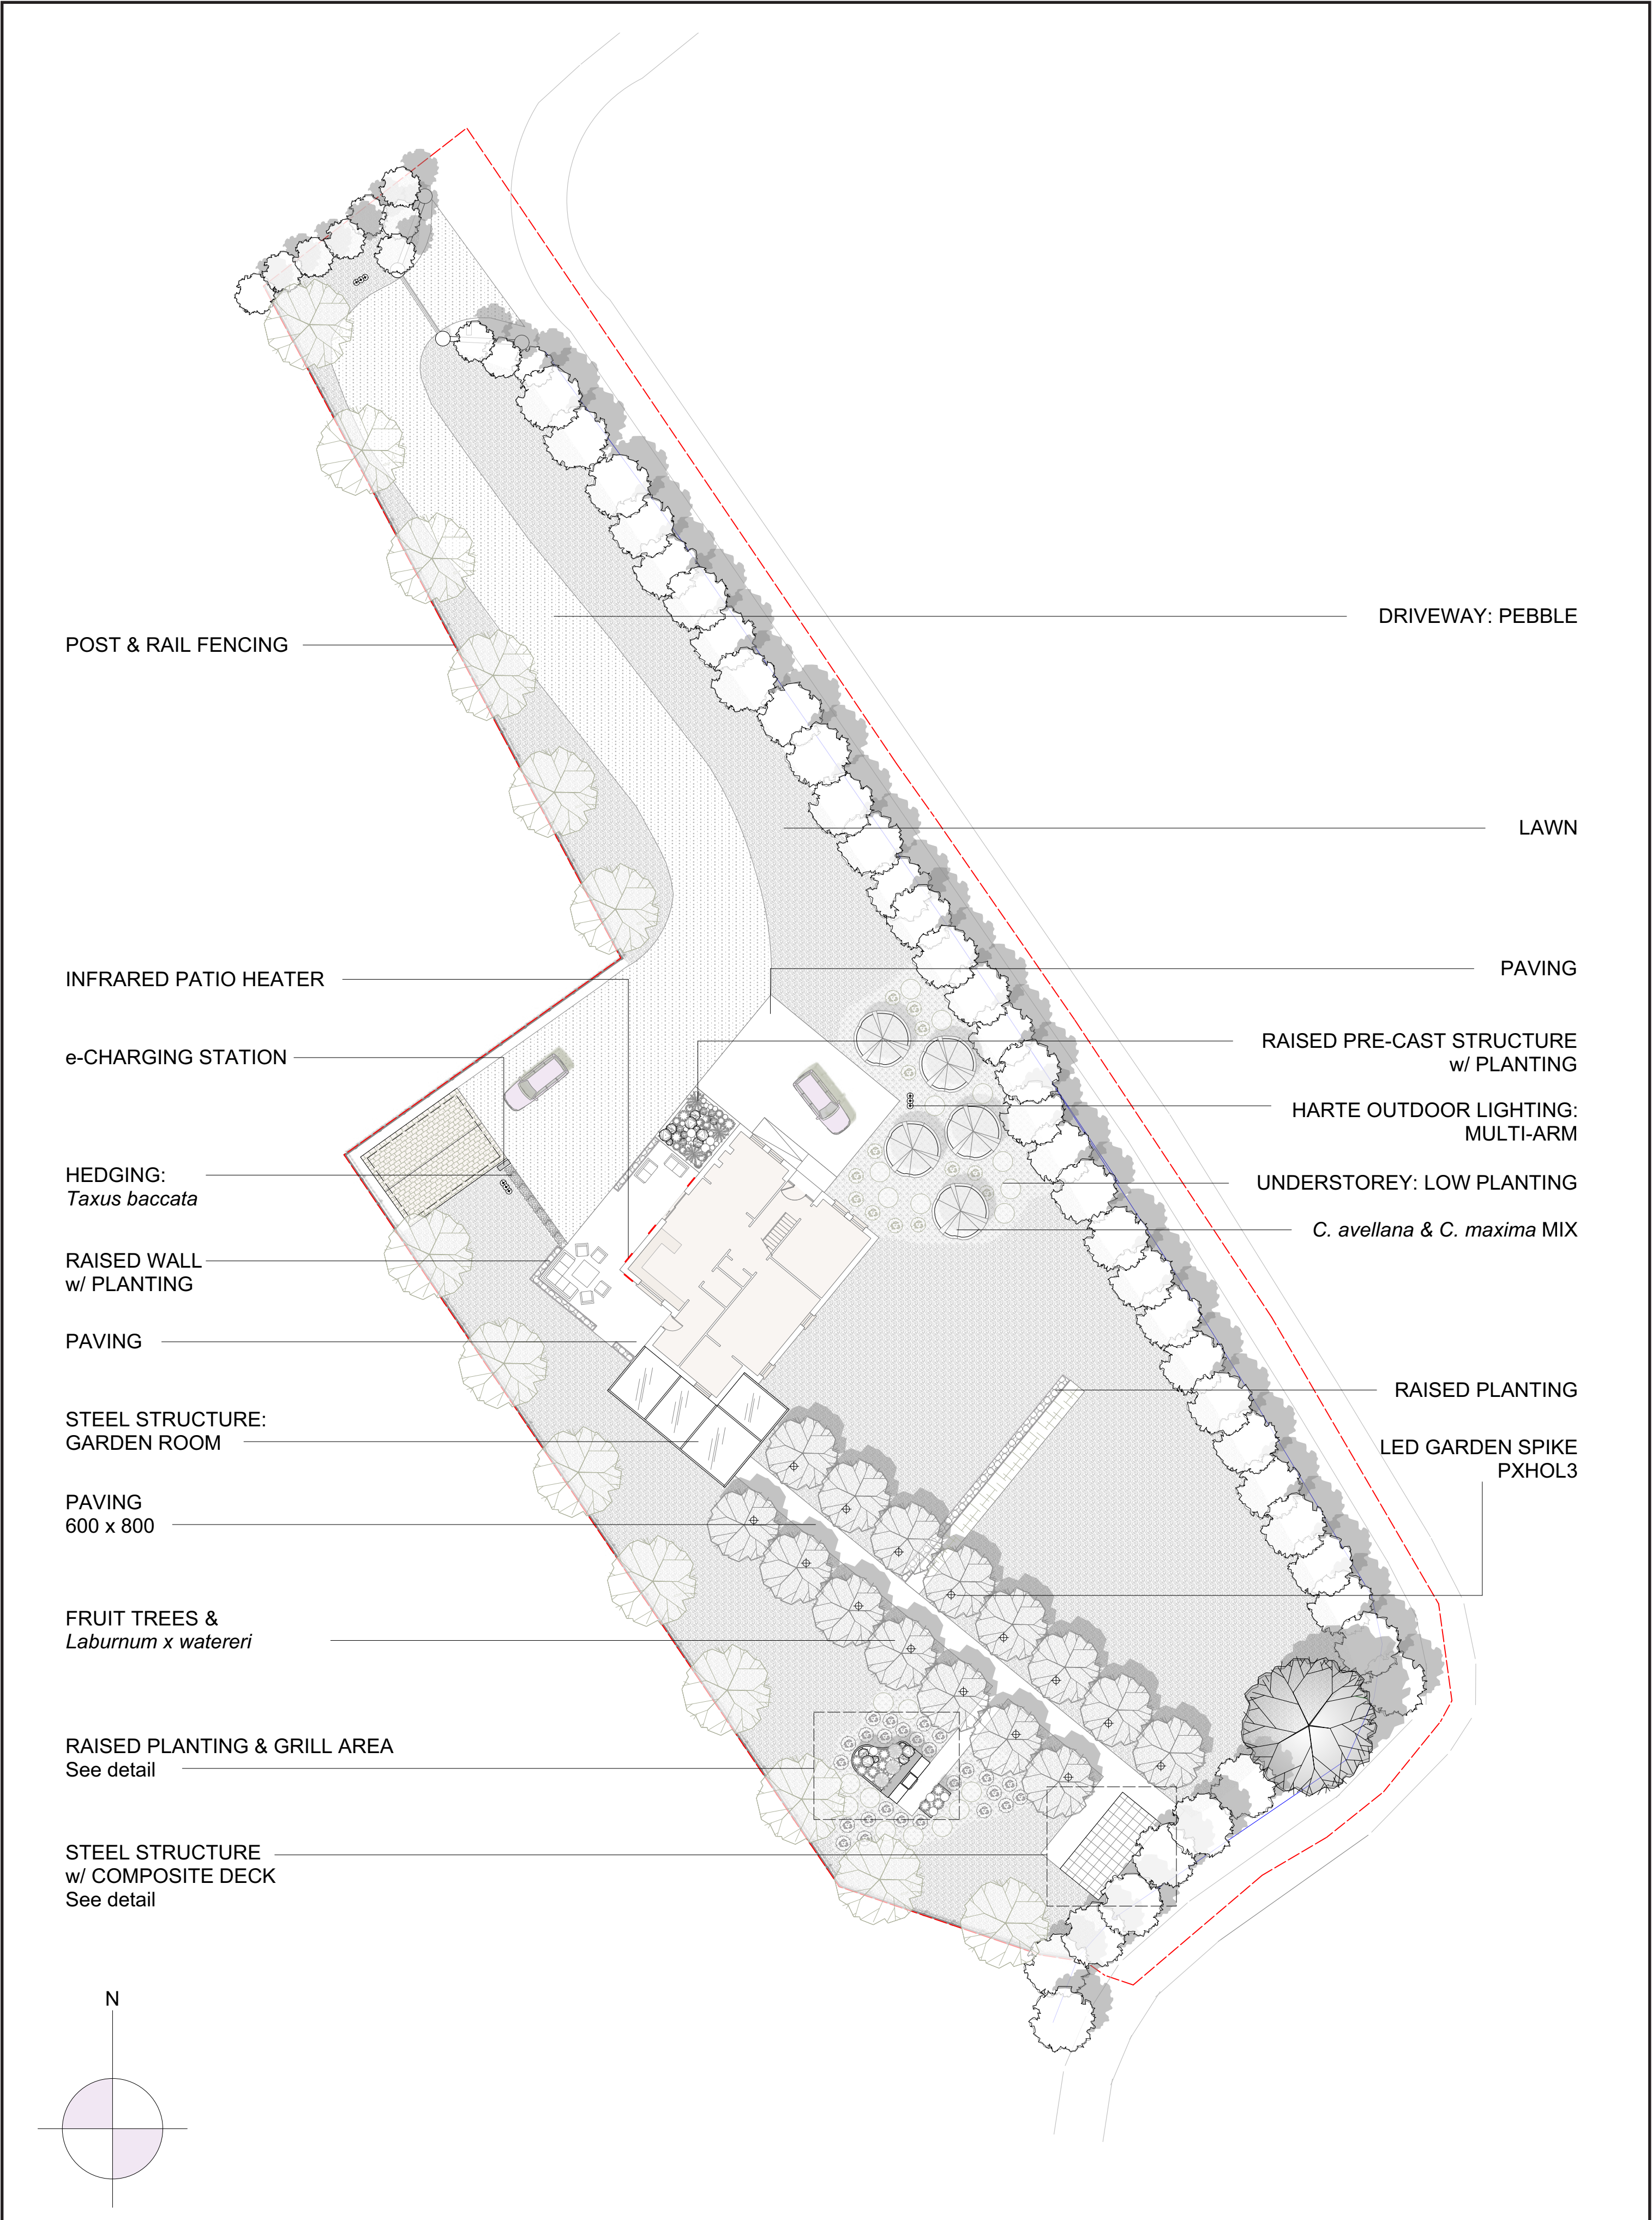 POST & RAIL FENCING
INFRARED PATIO HEATER
e-CHARGING STATION
HEDGING:
Taxus baccata
RAISED WALL
w/ PLANTING
PAVING
STEEL STRUCTURE:
GARDEN ROOM
PAVING
600 x 800
FRUIT TREES &
Laburnum x watereri
RAISED PLANTING & GRILL AREA
See detail
STEEL STRUCTURE
w/ COMPOSITE DECK
See detail
N
DRIVEWAY: PEBBLE
LAWN
PAVING
RAISED PRE-CAST STRUCTURE
w/ PLANTING
HARTE OUTDOOR LIGHTING:
MULTI-ARM
UNDERSTOREY: LOW PLANTING
C. avellana & C. maxima MIX
RAISED PLANTING
LED GARDEN SPIKE
PXHOL3